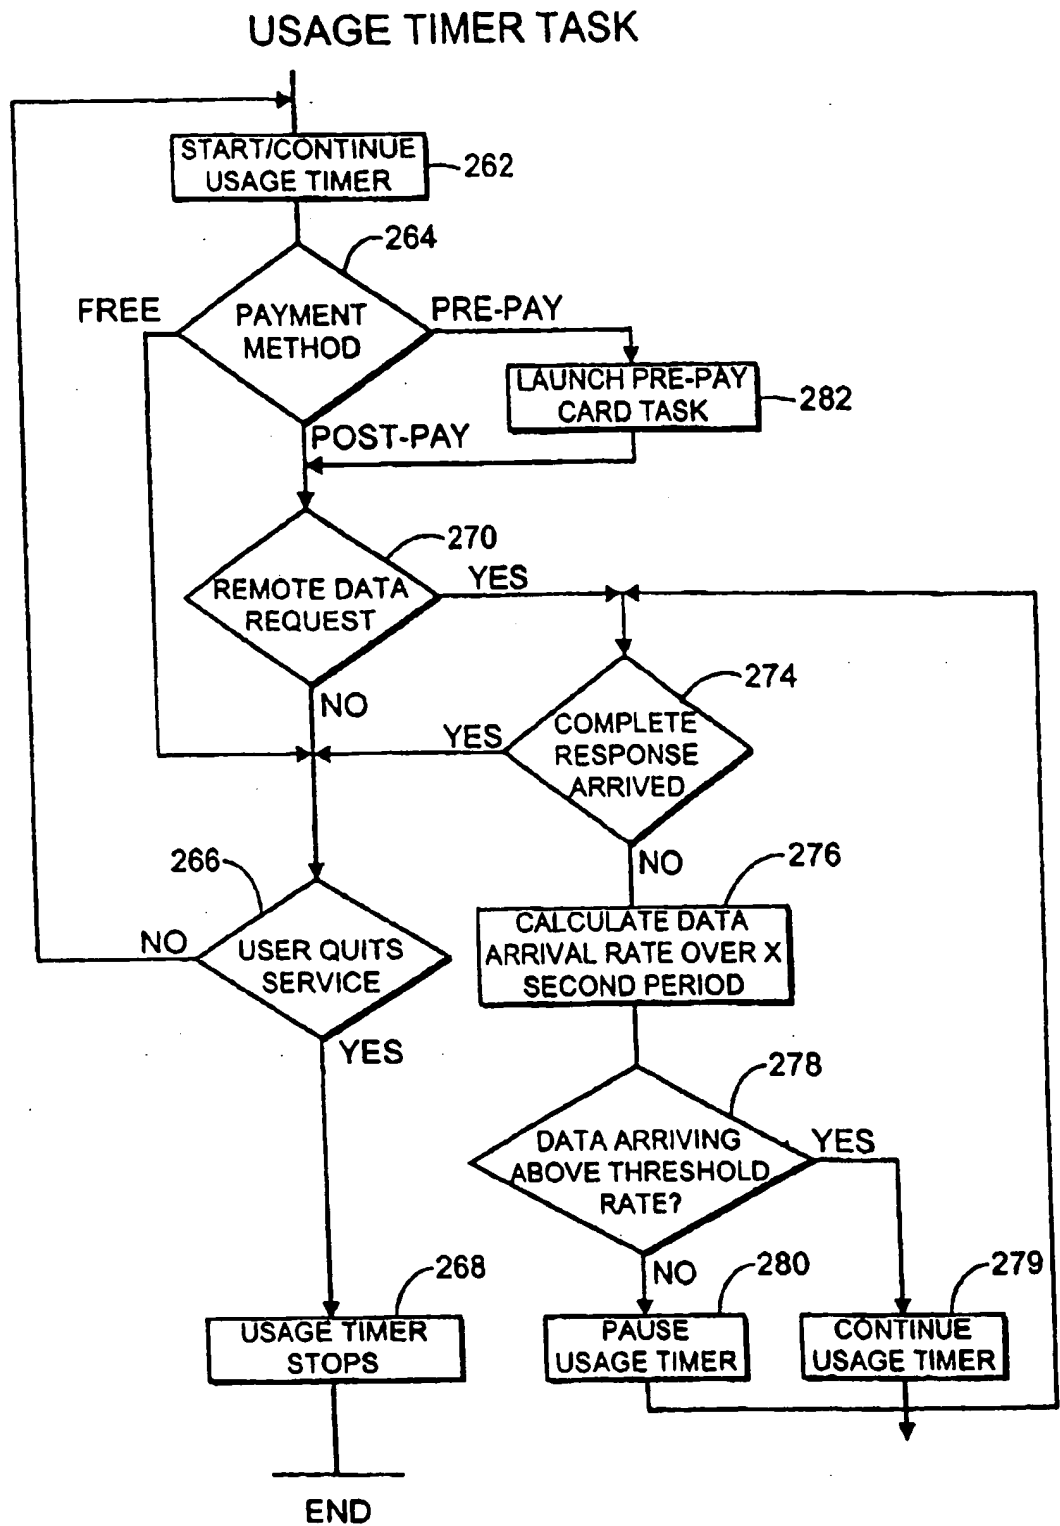 USAGE TIMER TASK
START/CONTINUE
USAGE TIMER
262
264
FREE
PAYMENT
METHOD
PRE-PAY
LAUNCH PRE-PAY
CARD TASK
282
POST-PAY
270
REMOTE DATA
REQUEST
YES
NO
274
YES
COMPLETE
RESPONSE
ARRIVED
NO
276
266
CALCULATE DATA
ARRIVAL RATE OVER X
SECOND PERIOD
NO
USER QUITS
SERVICE
YES
278
DATA ARRIVING
ABOVE THRESHOLD
RATE?
YES
NO
268
280
279
USAGE TIMER
STOPS
PAUSE
USAGE TIMER
CONTINUE
USAGE TIMER
END